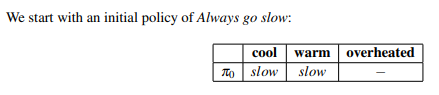 We start with an initial policy of Always go slow:
cool warm overheated
π0 slow slow –